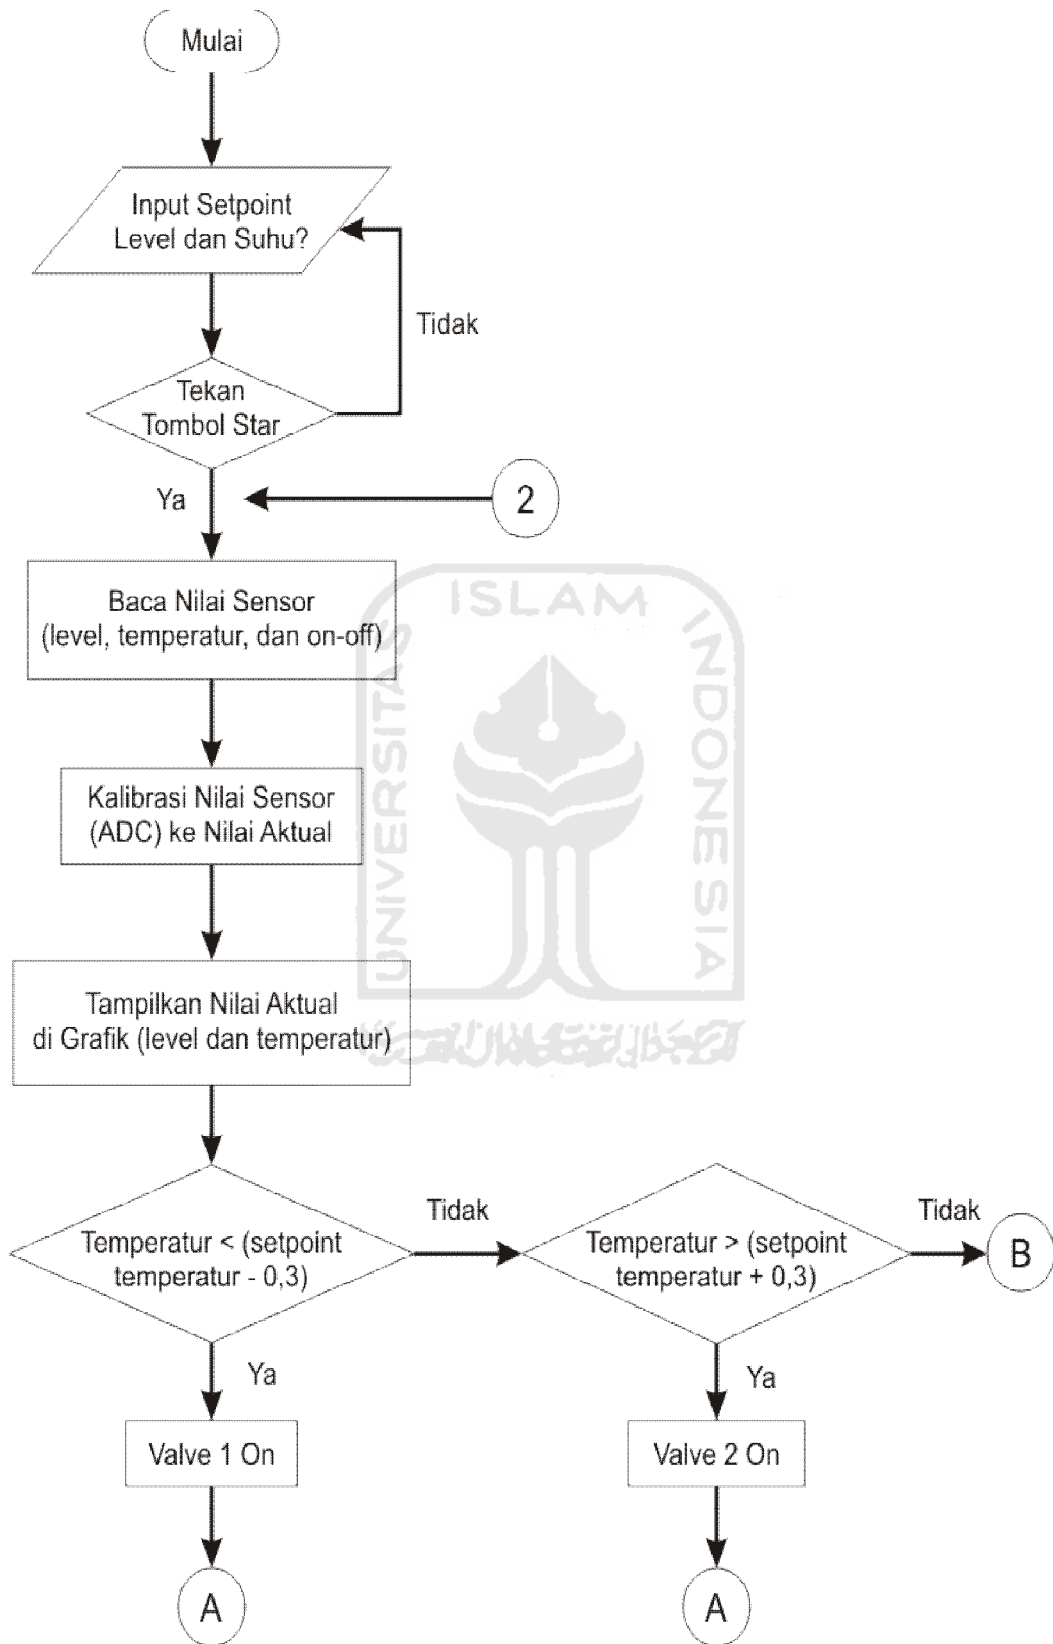 Mulai
Input Setpoint
Level dan Suhu?
Tidak
Tekan
Tombol Star
Ya
2
Baca Nilai Sensor
(level, temperatur, dan on-off)
ISLAM
UNIVERSITAS
INDONESIA
Kalibrasi Nilai Sensor
(ADC) ke Nilai Aktual
Tampilkan Nilai Aktual
di Grafik (level dan temperatur)
Temperatur < (setpoint
temperatur - 0,3)
Tidak
Temperatur > (setpoint
temperatur + 0,3)
Tidak
B
Ya
Ya
Valve 1 On
Valve 2 On
A
A